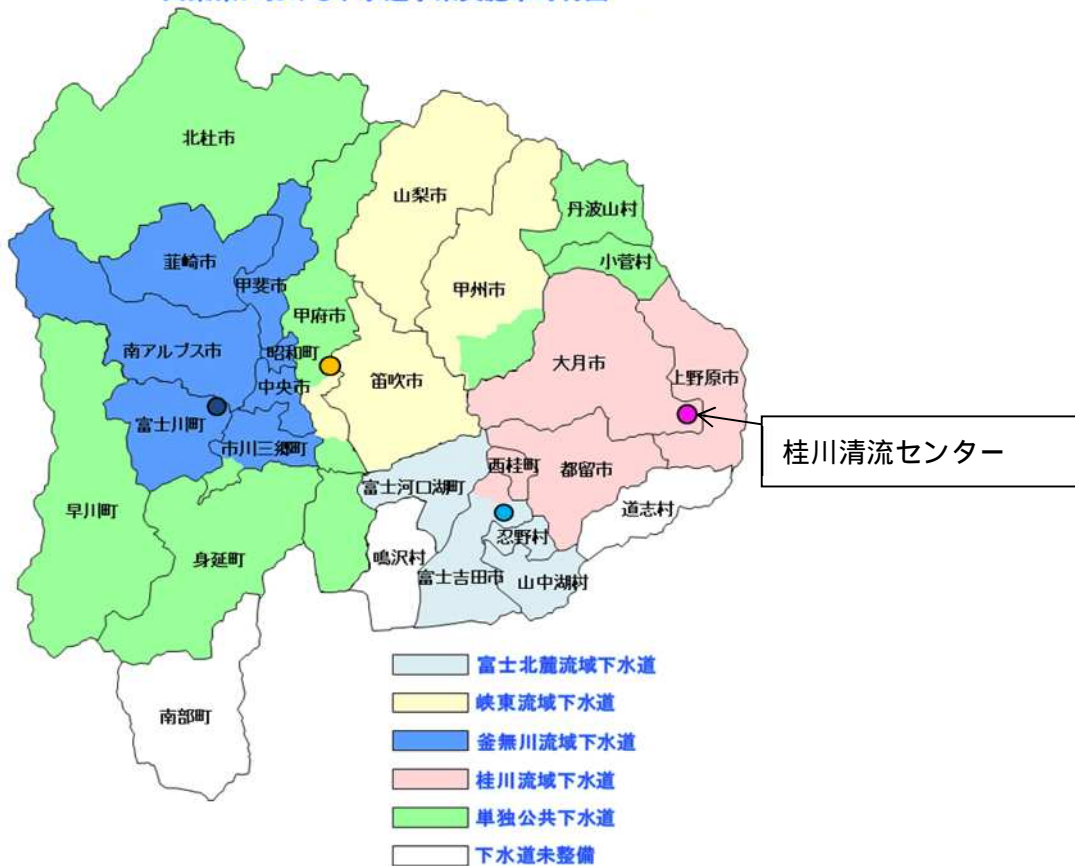 北杜市
山梨市
丹波山村
韮崎市
小菅村
甲斐市
甲州市
甲府市
南アルプス市
昭和町
大月市
上野原市
中央市
笛吹市
富士川町
市川三郷町
桂川清流センター
西桂町
都留市
富士河口湖町
早川町
道志村
忍野村
身延町
鳴沢村
富士吉田市
山中湖村
南部町
富士北麓流域下水道
峡東流域下水道
釜無川流域下水道
桂川流域下水道
単独公共下水道
下水道未整備